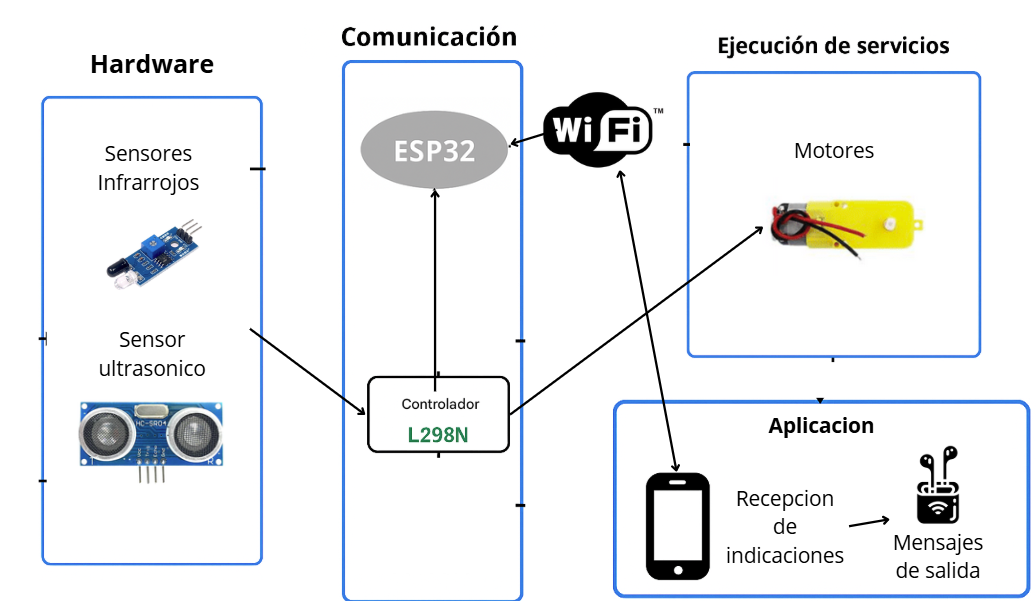 Hardware
Sensores
Infrarrojos
Sensor
ultrasonico
HC-SR04
T
R
Comunicación
ESP32
Controlador
L298N
Wi Fi
TM
Ejecución de servicios
Motores
Aplicacion
Recepcion
de
indicaciones
Mensajes
de salida